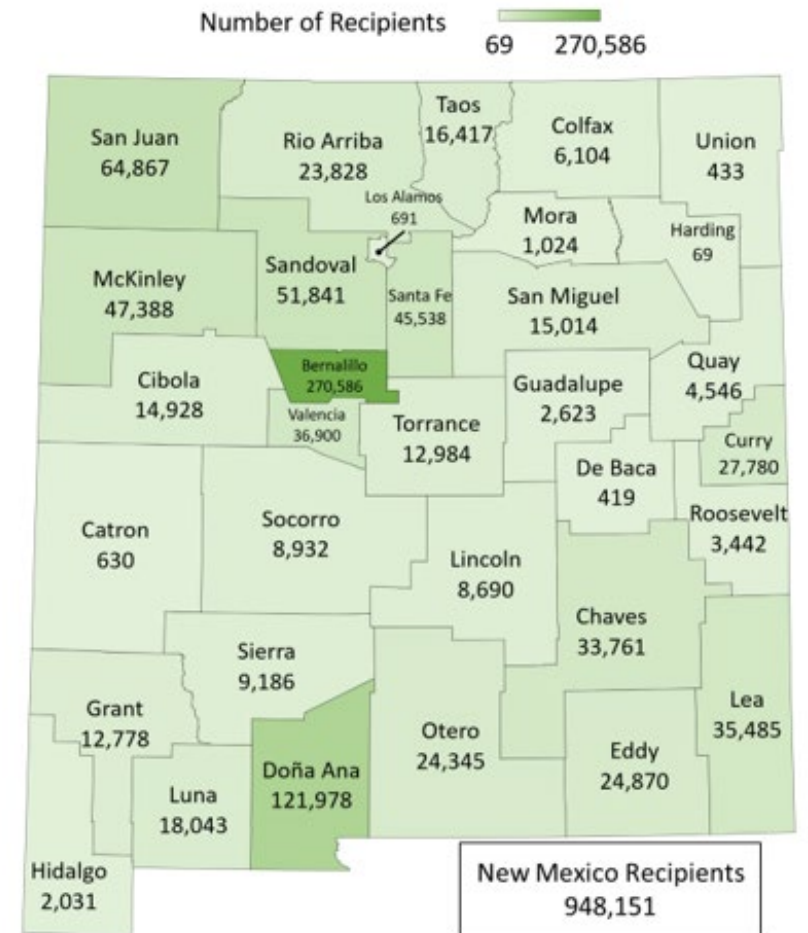 Number of Recipients
69 270,586
San Juan
64,867
Rio Arriba
23,828
Taos
16,417
Colfax
6,104
Union
433
Los Alamos
691
Mora
1,024
Harding
69
McKinley
47,388
Sandoval
51,841
Santa Fe
45,538
San Miguel
15,014
Bernalillo
270,586
Cibola
14,928
Valencia
36,900
Torrance
12,984
Guadalupe
2,623
Quay
4,546
Curry
27,780
De Baca
419
Roosevelt
3,442
Catron
630
Socorro
8,932
Lincoln
8,690
Chaves
33,761
Sierra
9,186
Grant
12,778
Luna
18,043
Doña Ana
121,978
Otero
24,345
Eddy
24,870
Lea
35,485
Hidalgo
2,031
New Mexico Recipients
948,151